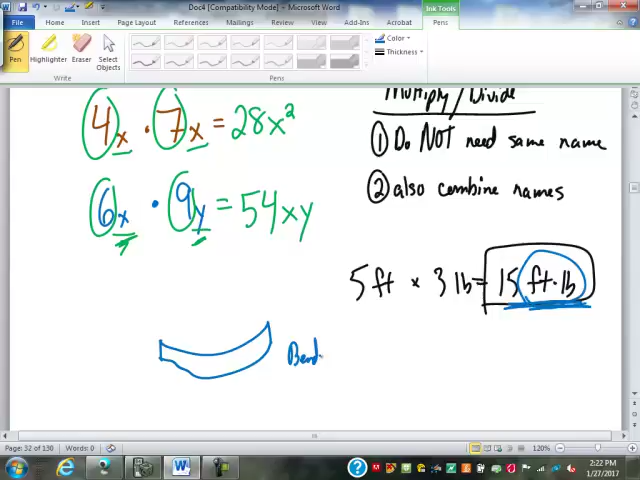 Doc4 [Compatibility Mode] - Microsoft Word
Ink Tools
File Home Insert Page Layout References Mailings Review View Add-Ins Acrobat Pens
Pen Highlighter Eraser Select Objects
Color
Thickness
Write Pens
Multiply/Divide
4x · 7x = 28x²
① Do NOT need same name
② also combine names
6x · 9y = 54xy
5 ft × 3 lb = 15 ft·lb
Bend
Page: 32 of 130 Words: 0 120%
2:22 PM
1/27/2017